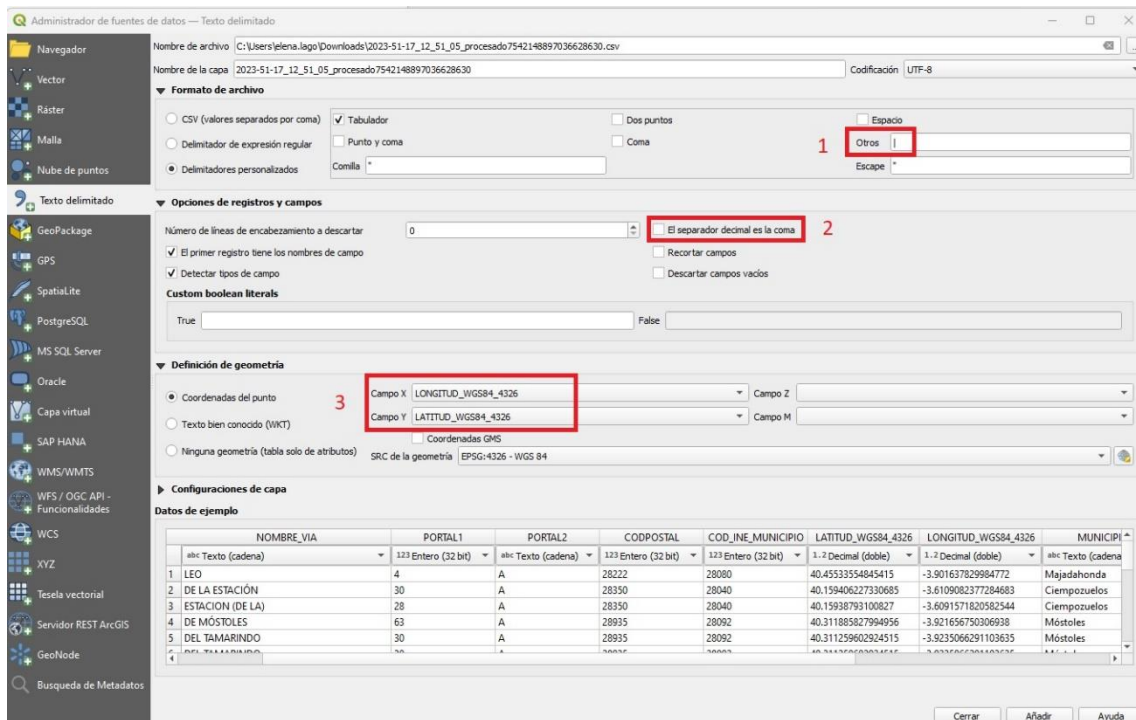 Administrador de fuentes de datos — Texto delimitado
Navegador
Vector
Ráster
Malla
Nube de puntos
Texto delimitado
GeoPackage
GPS
SpatiaLite
PostgreSQL
MS SQL Server
Oracle
Capa virtual
SAP HANA
WMS/WMTS
WFS / OGC API -
Funcionalidades
WCS
XYZ
Tesela vectorial
Servidor REST ArcGIS
GeoNode
Busqueda de Metadatos
Nombre de archivo C:\Users\elena.lago\Downloads\2023-51-17_12_51_05_procesado7542148897036628630.csv
Nombre de la capa 2023-51-17_12_51_05_procesado7542148897036628630 Codificación UTF-8
Formato de archivo
CSV (valores separados por coma) Tabulador Dos puntos Espacio
Delimitador de expresión regular Punto y coma Coma 1 Otros |
Delimitadores personalizados Comilla " Escape "
Opciones de registros y campos
Número de líneas de encabezamiento a descartar 0 El separador decimal es la coma 2
El primer registro tiene los nombres de campo Recortar campos
Detectar tipos de campo Descartar campos vacíos
Custom boolean literals
True False
Definición de geometría
Coordenadas del punto 3 Campo X LONGITUD_WGS84_4326 Campo Z
Campo Y LATITUD_WGS84_4326 Campo M
Texto bien conocido (WKT) Coordenadas GMS
Ninguna geometría (tabla solo de atributos) SRC de la geometría EPSG:4326 - WGS 84
Configuraciones de capa
Datos de ejemplo
NOMBRE_VIA PORTAL1 PORTAL2 CODPOSTAL COD_INE_MUNICIPIO LATITUD_WGS84_4326 LONGITUD_WGS84_4326 MUNICIPI
abc Texto (cadena) 123 Entero (32 bit) abc Texto (cadena) 123 Entero (32 bit) 123 Entero (32 bit) 1.2 Decimal (doble) 1.2 Decimal (doble) abc Texto (cadena
1 LEO 4 A 28222 28080 40.45533554845415 -3.901637829984772 Majadahonda
2 DE LA ESTACIÓN 30 A 28350 28040 40.159406227330685 -3.6109082377284683 Ciempozuelos
3 ESTACION (DE LA) 28 A 28350 28040 40.15938793100827 -3.6091571820582544 Ciempozuelos
4 DE MÓSTOLES 63 A 28935 28092 40.311885827994956 -3.921656750306938 Móstoles
5 DEL TAMARINDO 30 A 28935 28092 40.311259602924515 -3.9235066291103635 Móstoles
Cerrar Añadir Ayuda